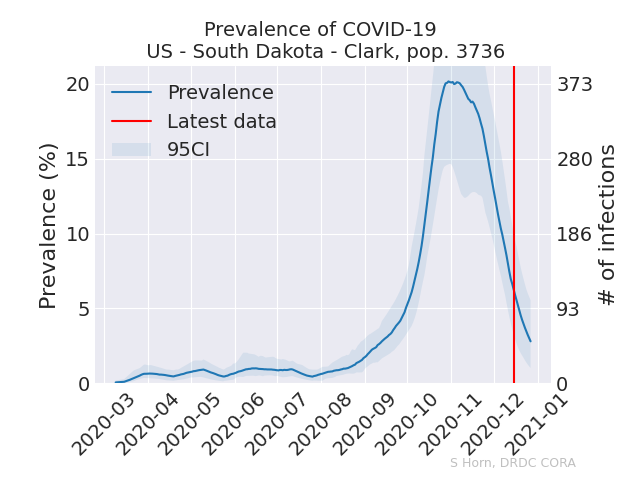 Prevalence of COVID-19
US - South Dakota - Clark, pop. 3736
Prevalence
Latest data
95CI
Prevalence (%)
20
15
10
5
0
# of infections
373
280
186
93
0
2020-03
2020-04
2020-05
2020-06
2020-07
2020-08
2020-09
2020-10
2020-11
2020-12
2021-01
S Horn, DRDC CORA